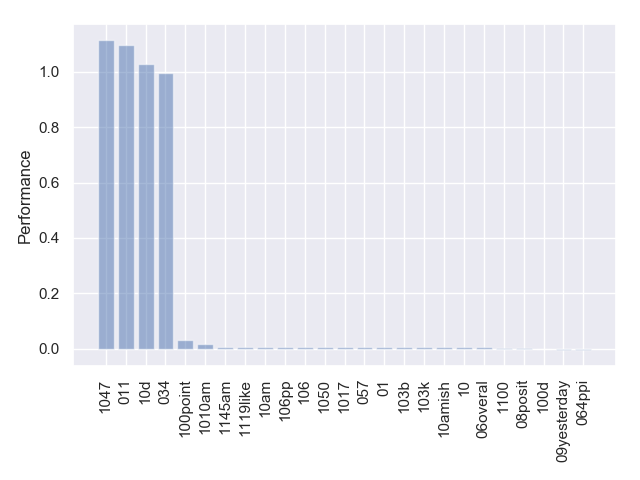 Performance
1.0
0.8
0.6
0.4
0.2
0.0
1047
011
10d
034
100point
1010am
1145am
1119like
10am
106pp
106
1050
1017
057
01
103b
103k
10amish
10
06overal
1100
08posit
100d
09yesterday
064ppi